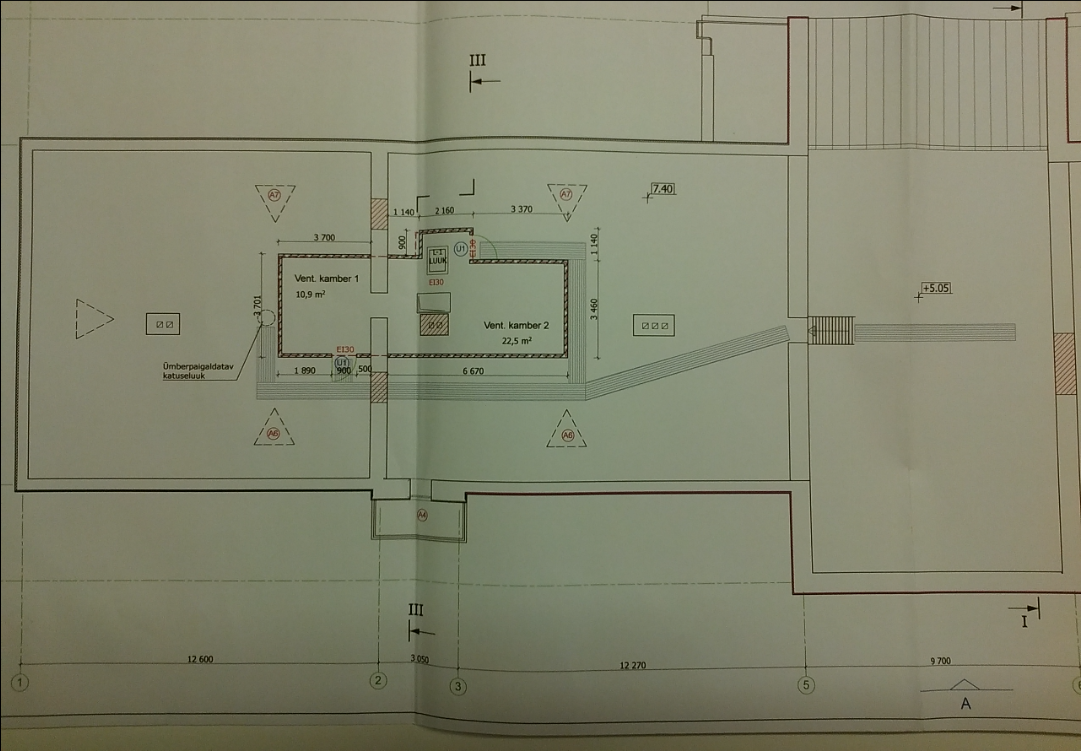 III
A7
A7
7.40
1 140
2 160
3 370
3 700
900
1 140
U1
EI30
L-1
LUUK
EI30
Vent. kamber 1
10,9 m²
3 701
3 460
+5.05
Vent. kamber 2
22,5 m²
EI30
U1
Ümberpaigaldatav
katuseluuk
1 890
900
500
6 670
A6
A6
A4
III
I
12 600
3 050
12 270
9 700
1
2
3
5
A